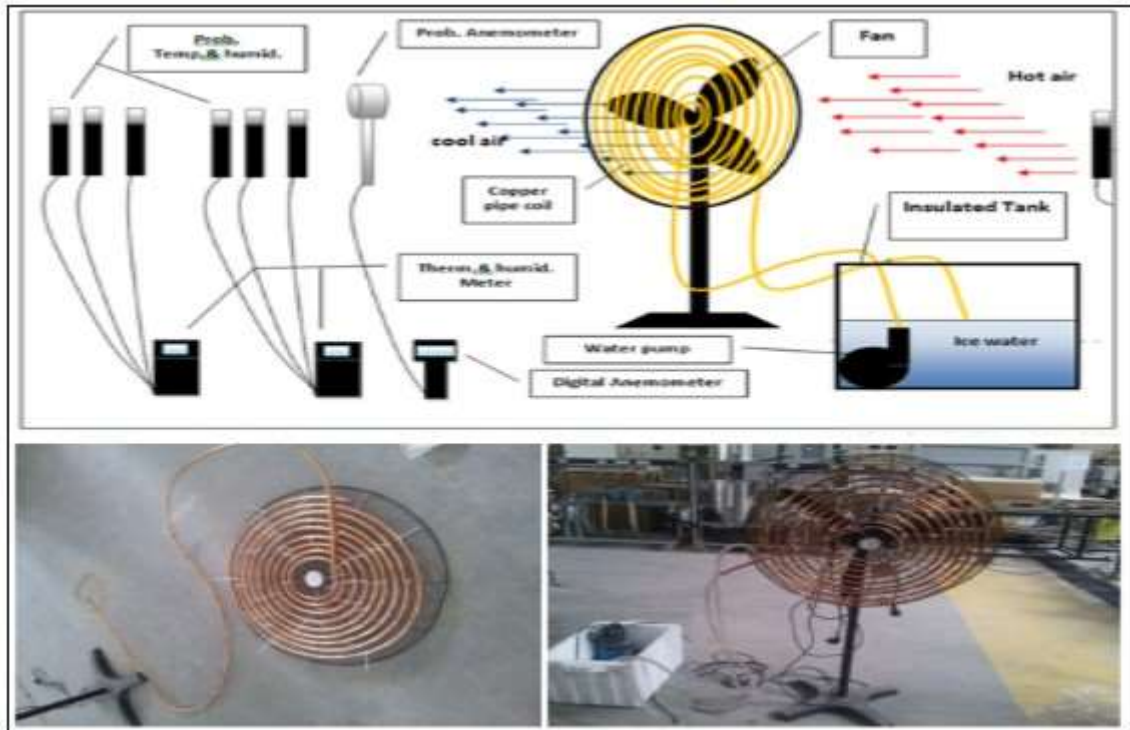 Prob.
Temp,& humid.
Prob. Anemometer
Fan
Hot air
cool air
Copper
pipe coil
Insulated Tank
Therm,& humid.
Meter
Water pump
Ice water
Digital Anemometer